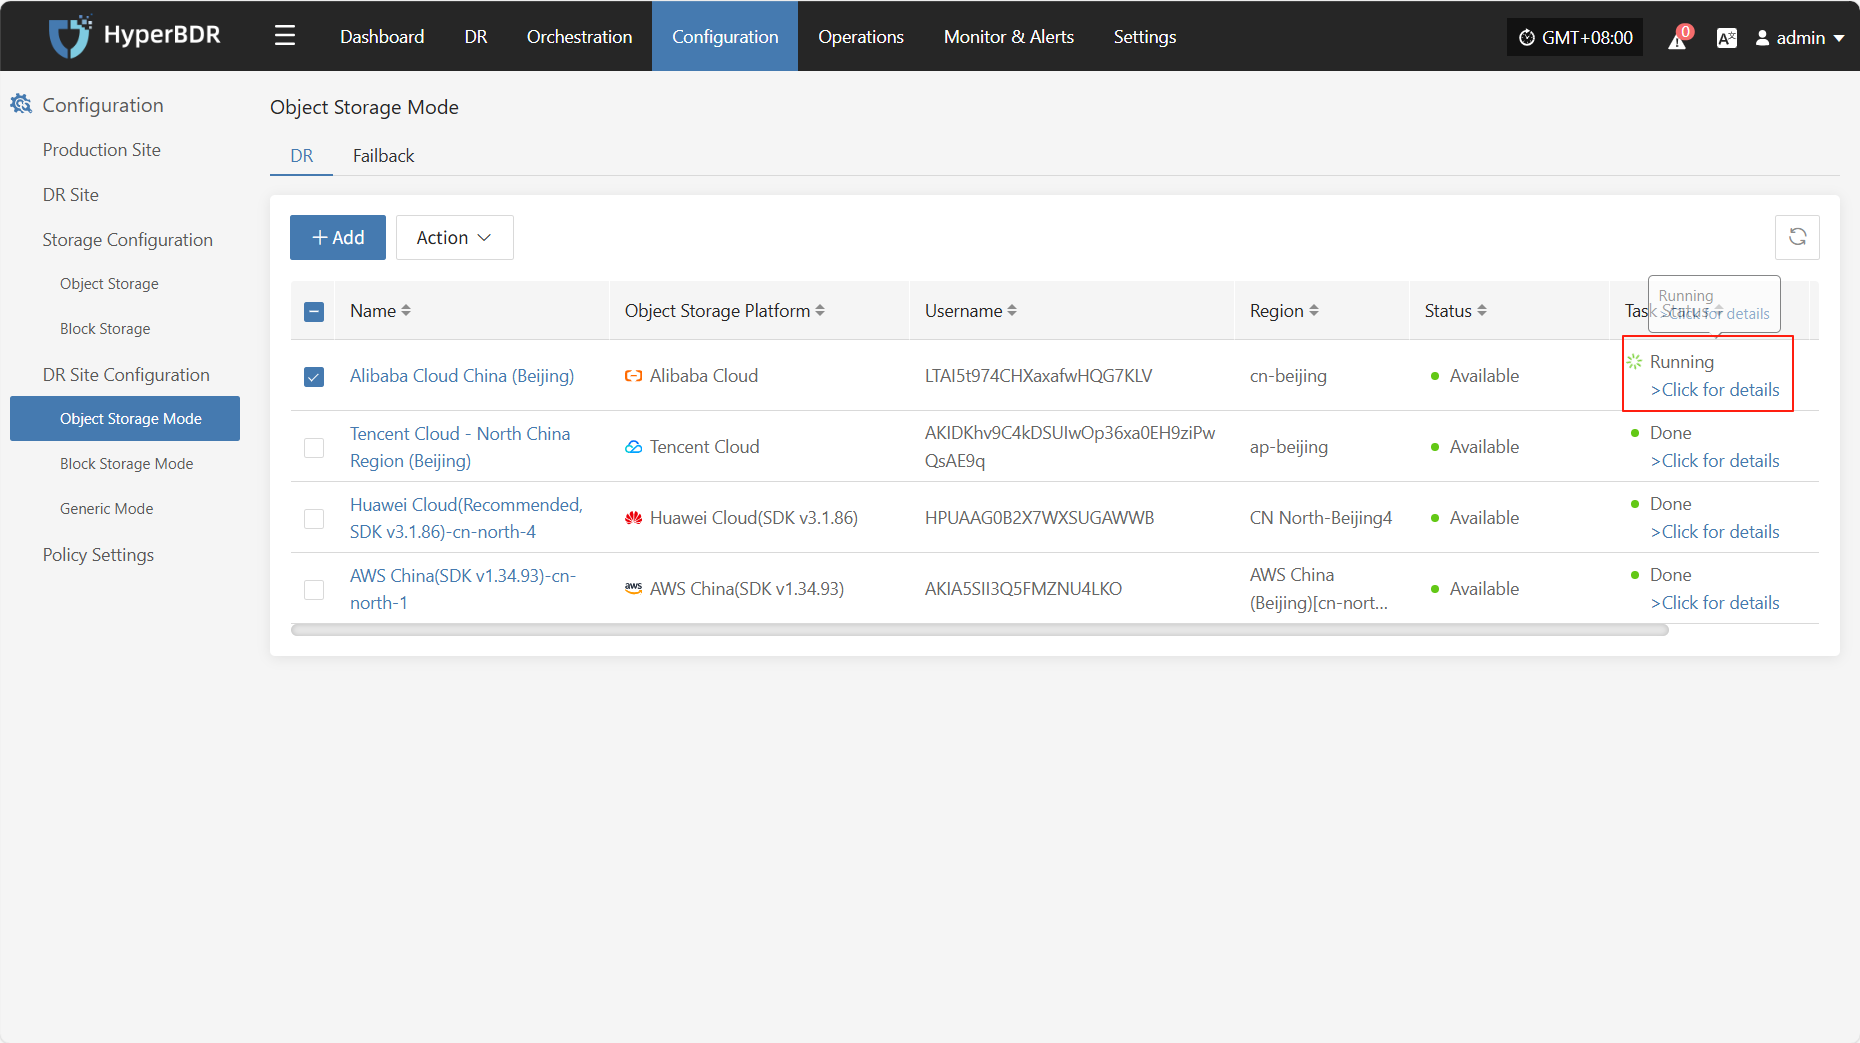 HyperBDR
Dashboard
DR
Orchestration
Configuration
Operations
Monitor & Alerts
Settings
GMT+08:00
0
admin
Configuration
Production Site
DR Site
Storage Configuration
Object Storage
Block Storage
DR Site Configuration
Object Storage Mode
Block Storage Mode
Generic Mode
Policy Settings
Object Storage Mode
DR
Failback
+ Add
Action
Name
Object Storage Platform
Username
Region
Status
Task Status
Running
>Click for details
Alibaba Cloud China (Beijing)
Alibaba Cloud
LTAI5t974CHXaxafwHQG7KLV
cn-beijing
Available
Running
>Click for details
Tencent Cloud - North China
Region (Beijing)
Tencent Cloud
AKIDKhv9C4kDSUIwOp36xa0EH9ziPw
QsAE9q
ap-beijing
Available
Done
>Click for details
Huawei Cloud(Recommended,
SDK v3.1.86)-cn-north-4
Huawei Cloud(SDK v3.1.86)
HPUAAG0B2X7WXSUGAWWB
CN North-Beijing4
Available
Done
>Click for details
AWS China(SDK v1.34.93)-cn-
north-1
aws
AWS China(SDK v1.34.93)
AKIA5SII3Q5FMZNU4LKO
AWS China
(Beijing)[cn-nort...
Available
Done
>Click for details